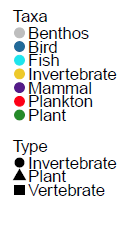 Taxa
Benthos
Bird
Fish
Invertebrate
Mammal
Plankton
Plant
Type
Invertebrate
Plant
Vertebrate